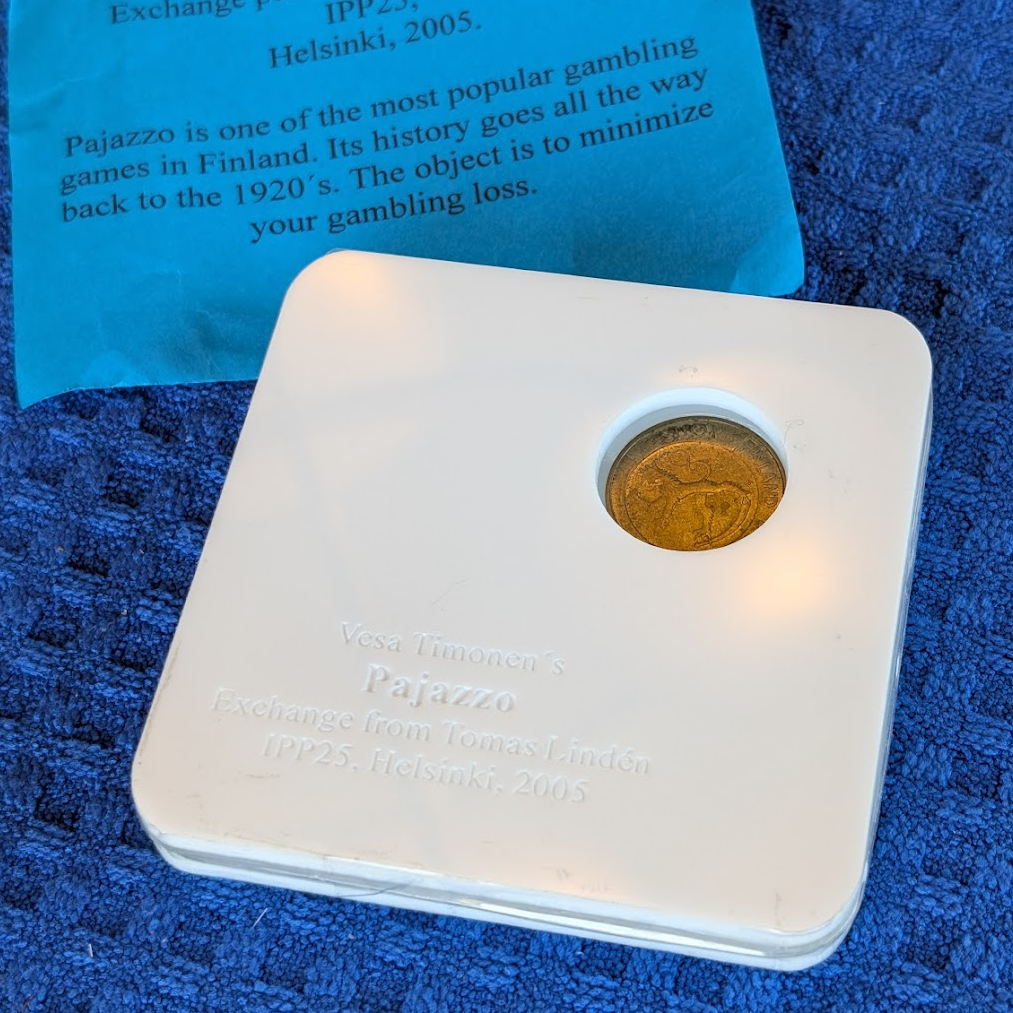 Exchange
IPP25,
Helsinki, 2005.
Pajazzo is one of the most popular gambling
games in Finland. Its history goes all the way
back to the 1920´s. The object is to minimize
your gambling loss.
5
Vesa Timonen´s
Pajazzo
Exchange from Tomas Lindén
IPP25, Helsinki, 2005